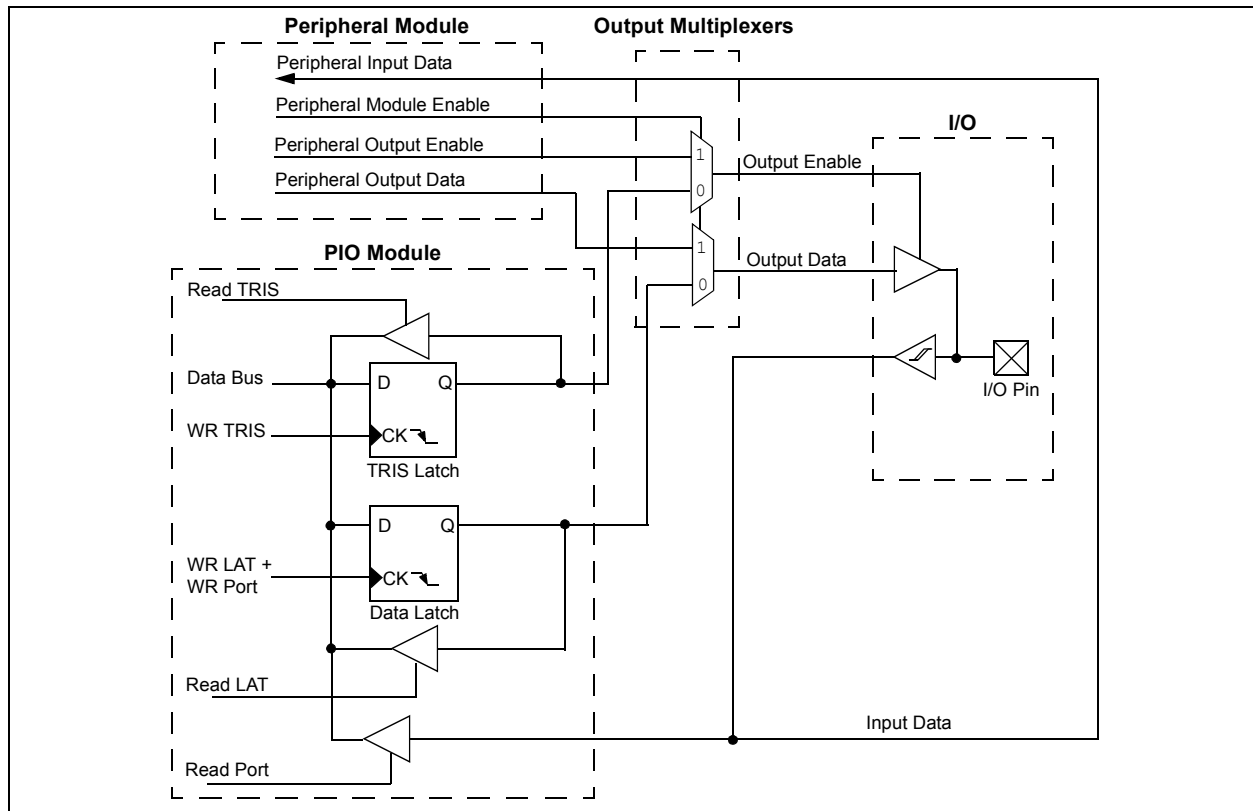 Peripheral Module
Output Multiplexers
Peripheral Input Data
Peripheral Module Enable
I/O
Peripheral Output Enable
1
Output Enable
Peripheral Output Data
0
PIO Module
1
Output Data
0
Read TRIS
Data Bus
D
Q
I/O Pin
WR TRIS
CK
TRIS Latch
D
Q
WR LAT +
WR Port
CK
Data Latch
Read LAT
Input Data
Read Port